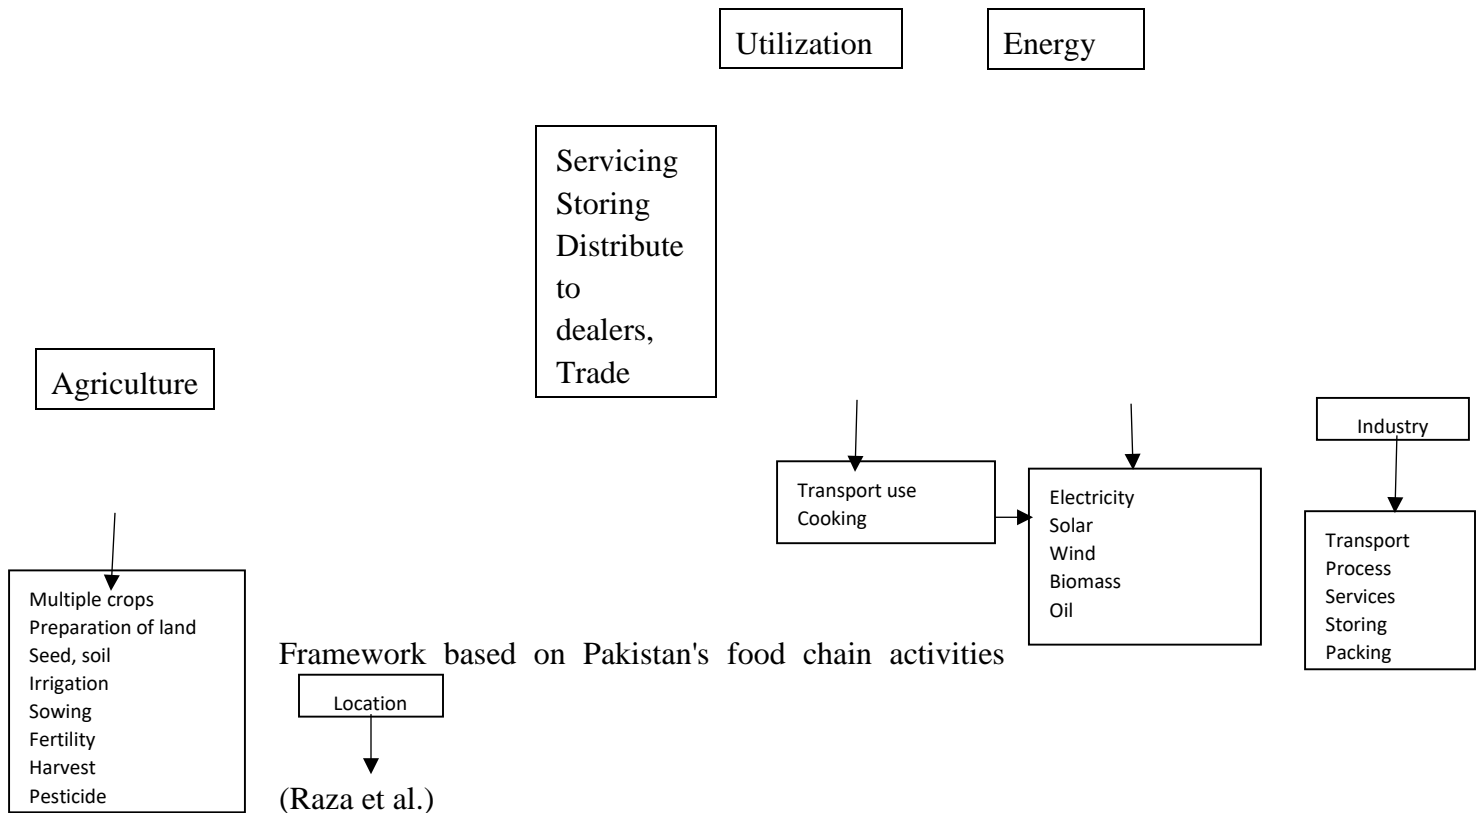 Utilization
Energy
Servicing
Storing
Distribute
to
dealers,
Trade
Agriculture
Industry
Transport use
Cooking
Electricity
Solar
Wind
Biomass
Oil
Transport
Process
Services
Storing
Packing
Multiple crops
Preparation of land
Seed, soil
Irrigation
Sowing
Fertility
Harvest
Pesticide
Framework based on Pakistan's food chain activities
Location
(Raza et al.)